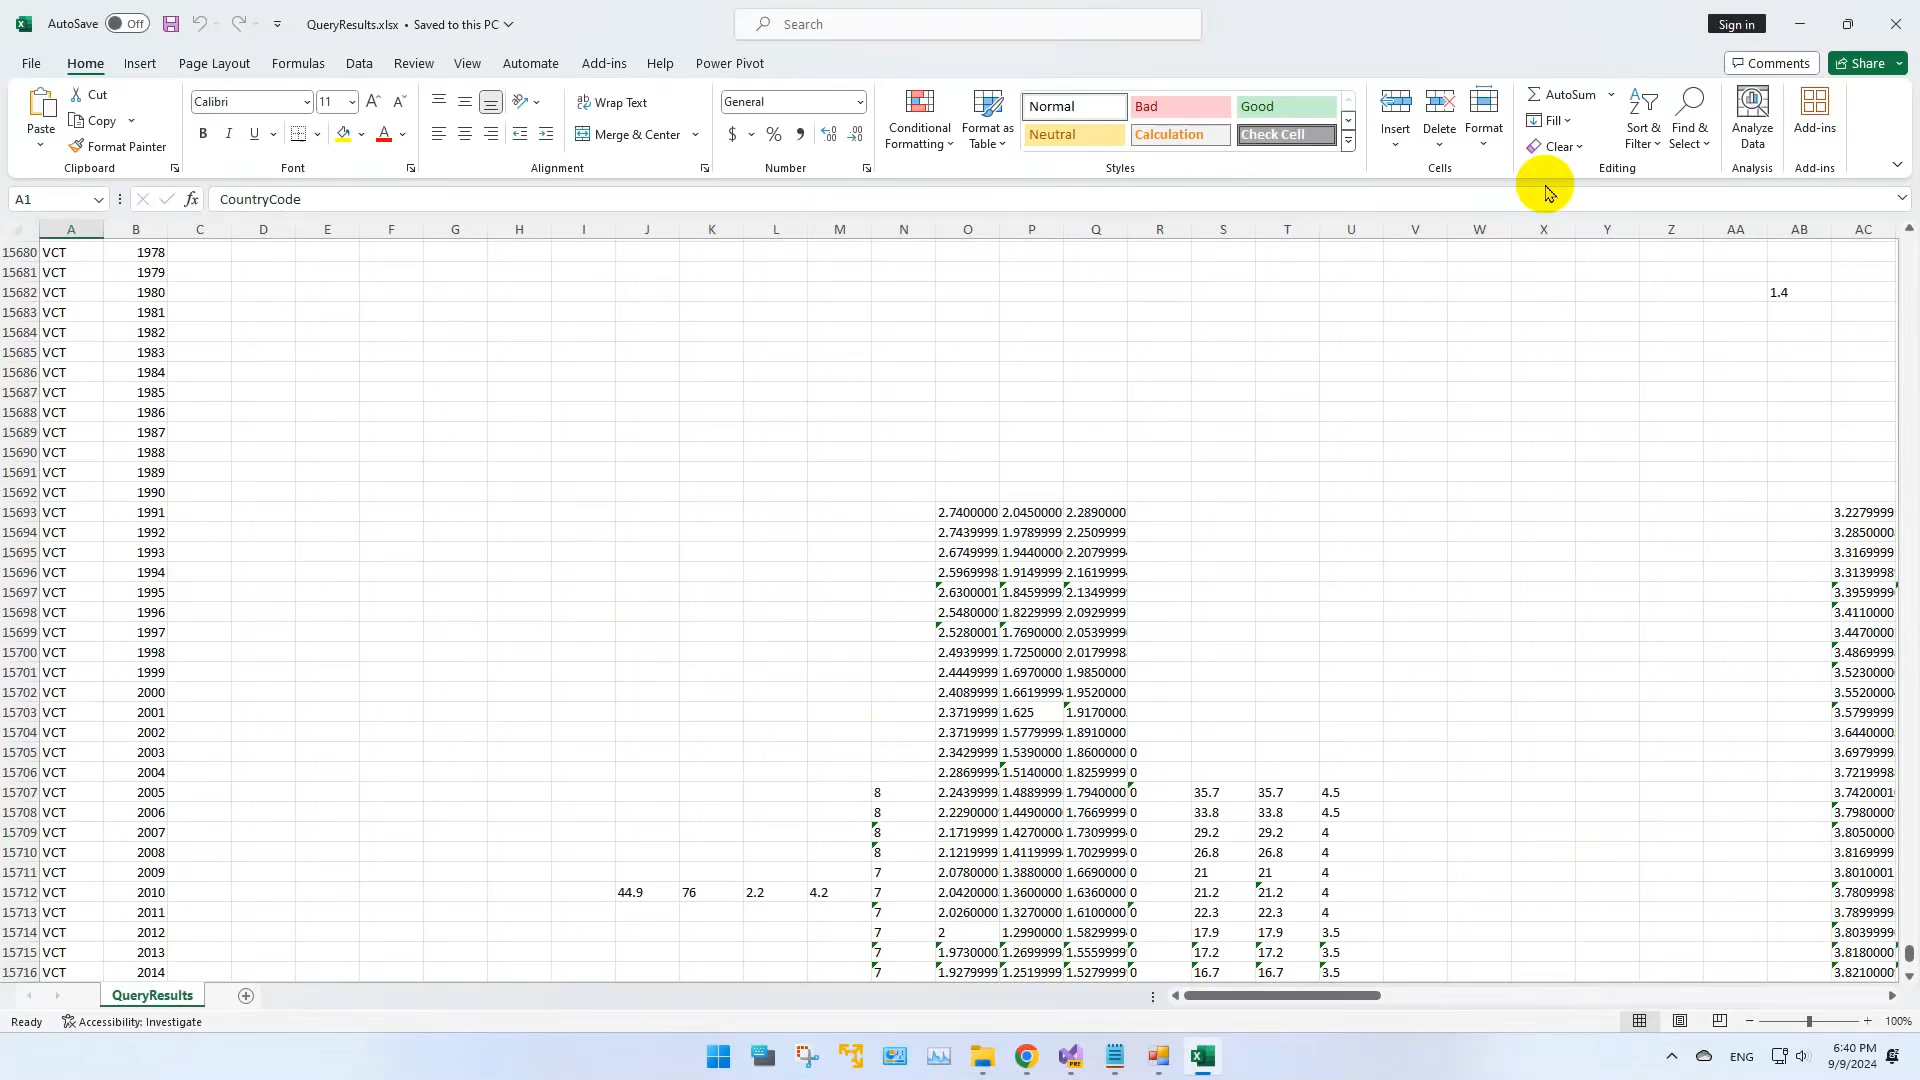 AutoSave Off QueryResults.xlsx • Saved to this PC Search Sign in
File Home Insert Page Layout Formulas Data Review View Automate Add-ins Help Power Pivot Comments Share
Paste Cut Copy Format Painter Clipboard
Calibri 11 A A B I U A Font
ab Wrap Text Merge & Center Alignment
General $ % , Number
Conditional Formatting Format as Table Normal Bad Good Neutral Calculation Check Cell Styles
Insert Delete Format Cells
AutoSum Fill Clear Sort & Filter Find & Select Editing
Analyze Data Analysis Add-ins Add-ins
A1 fx CountryCode
A B C D E F G H I J K L M N O P Q R S T U V W X Y Z AA AB AC
15680 VCT 1978
15681 VCT 1979
15682 VCT 1980 1.4
15683 VCT 1981
15684 VCT 1982
15685 VCT 1983
15686 VCT 1984
15687 VCT 1985
15688 VCT 1986
15689 VCT 1987
15690 VCT 1988
15691 VCT 1989
15692 VCT 1990
15693 VCT 1991 2.7400000 2.0450000 2.2890000 3.2279999
15694 VCT 1992 2.7439999 1.9789999 2.2509999 3.2850000
15695 VCT 1993 2.6749999 1.9440000 2.2079999 3.3169999
15696 VCT 1994 2.5969998 1.9149999 2.1619999 3.3139998
15697 VCT 1995 2.6300001 1.8459999 2.1349999 3.3959999
15698 VCT 1996 2.5480000 1.8229999 2.0929999 3.4110000
15699 VCT 1997 2.5280001 1.7690000 2.0539999 3.4470000
15700 VCT 1998 2.4939999 1.7250000 2.0179998 3.4869999
15701 VCT 1999 2.4449999 1.6970000 1.9850000 3.5230000
15702 VCT 2000 2.4089999 1.6619999 1.9520000 3.5520000
15703 VCT 2001 2.3719999 1.625 1.9170000 3.5799999
15704 VCT 2002 2.3719999 1.5779999 1.8910000 3.6440000
15705 VCT 2003 2.3429999 1.5390000 1.8600000 0 3.6979999
15706 VCT 2004 2.2869999 1.5140000 1.8259999 0 3.7219998
15707 VCT 2005 8 2.2439999 1.4889999 1.7940000 0 35.7 35.7 4.5 3.7420001
15708 VCT 2006 8 2.2290000 1.4490000 1.7669999 0 33.8 33.8 4.5 3.7980000
15709 VCT 2007 8 2.1719999 1.4270000 1.7309999 0 29.2 29.2 4 3.8050000
15710 VCT 2008 8 2.1219999 1.4119999 1.7029999 0 26.8 26.8 4 3.8169999
15711 VCT 2009 7 2.0780000 1.3880000 1.6690000 0 21 21 4 3.8010001
15712 VCT 2010 44.9 76 2.2 4.2 7 2.0420000 1.3600000 1.6360000 0 21.2 21.2 4 3.7809998
15713 VCT 2011 7 2.0260000 1.3270000 1.6100000 0 22.3 22.3 4 3.7899999
15714 VCT 2012 7 2 1.2990000 1.5829999 0 17.9 17.9 3.5 3.8039999
15715 VCT 2013 7 1.9730000 1.2699999 1.5559999 0 17.2 17.2 3.5 3.8180000
15716 VCT 2014 7 1.9279999 1.2519999 1.5279999 0 16.7 16.7 3.5 3.8210000
QueryResults
Ready Accessibility: Investigate 100%
ENG 6:40 PM
9/9/2024